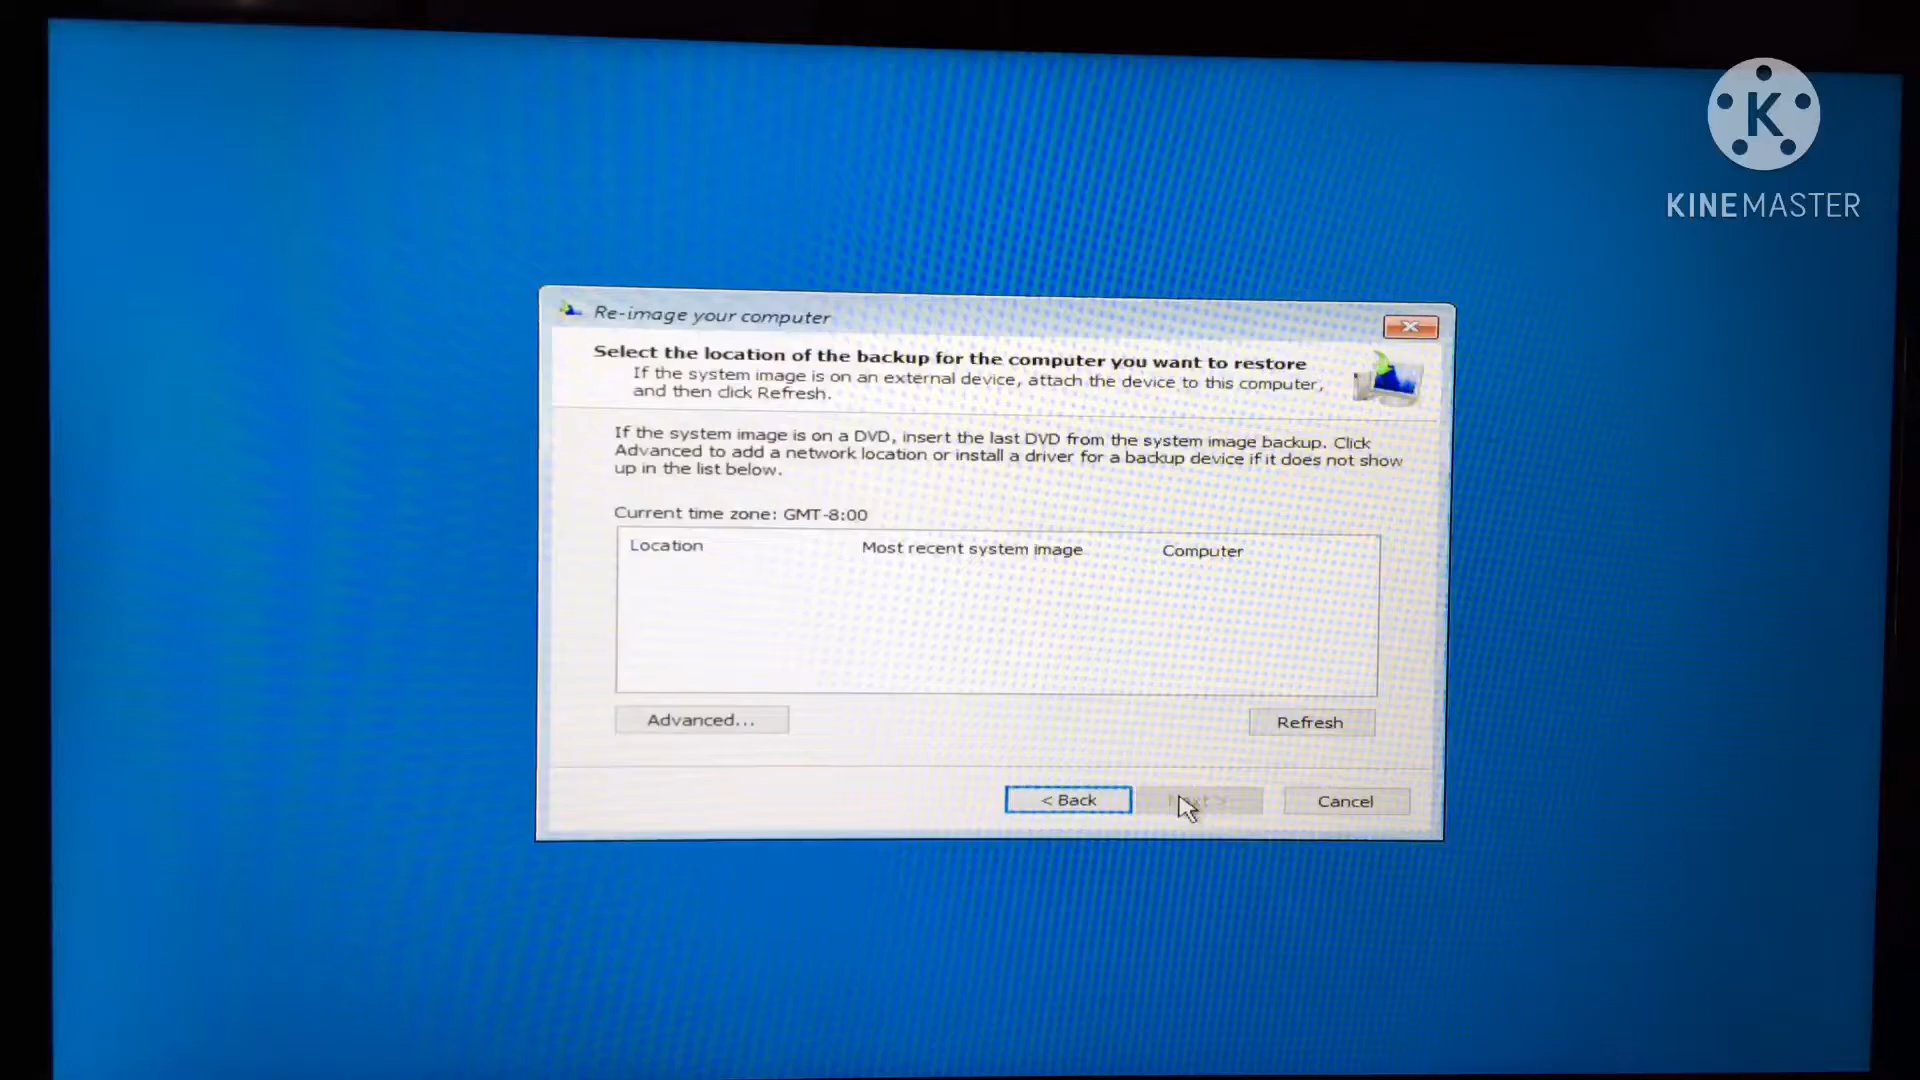 K
KINEMASTER
Re-image your computer
Select the location of the backup for the computer you want to restore
If the system image is on an external device, attach the device to this computer,
and then click Refresh.
If the system image is on a DVD, insert the last DVD from the system image backup. Click
Advanced to add a network location or install a driver for a backup device if it does not show
up in the list below.
Current time zone: GMT-8:00
Location Most recent system image Computer
Advanced... Refresh
< Back Cancel